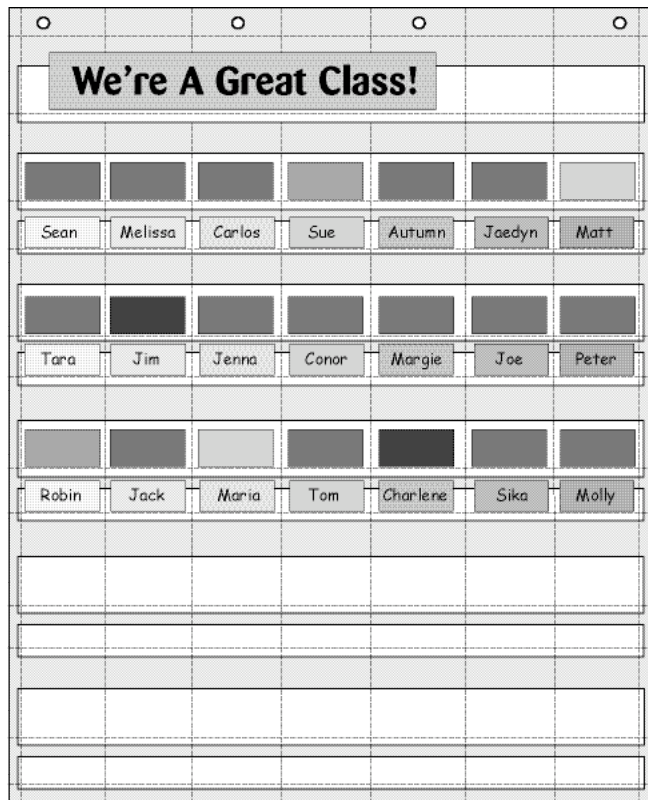 We're A Great Class!
Sean Melissa Carlos Sue Autumn Jaedyn Matt
Tara Jim Jenna Conor Margie Joe Peter
Robin Jack Maria Tom Charlene Sika Molly